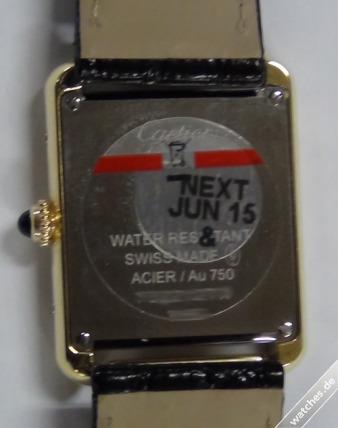 Cartier
NEXT
JUN 15
&
WATER RESISTANT
SWISS MADE
ACIER / Au 750
watches.de